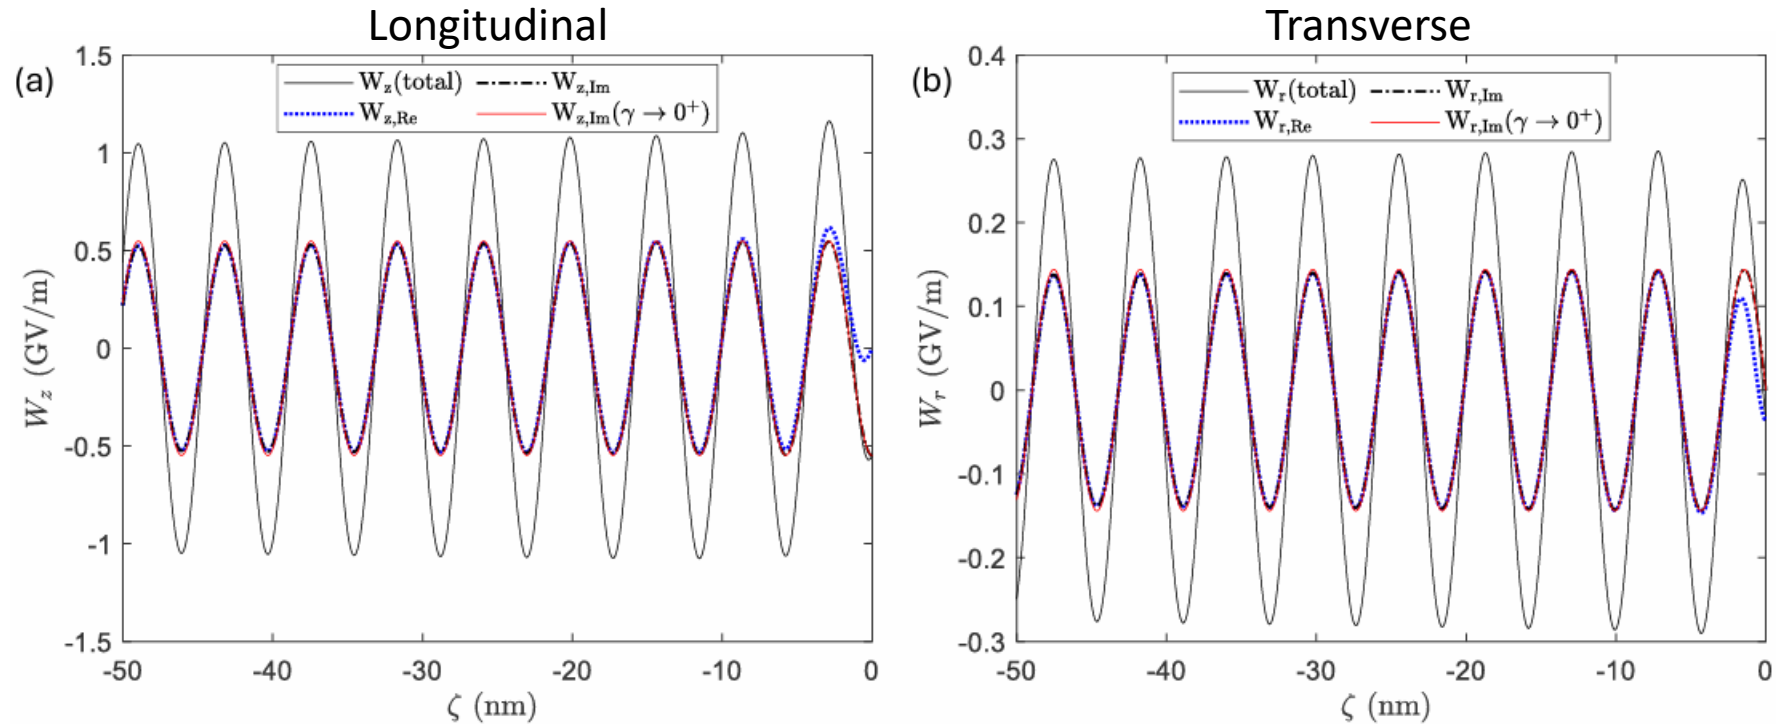 Longitudinal
Transverse
(a)
W_z(total)
W_z,Im
W_z,Re
W_z,Im(γ → 0⁺)
1.5
1
0.5
0
-0.5
-1
-1.5
W_z (GV/m)
-50 -40 -30 -20 -10 0
ζ (nm)
(b)
W_r(total)
W_r,Im
W_r,Re
W_r,Im(γ → 0⁺)
0.4
0.3
0.2
0.1
0
-0.1
-0.2
-0.3
W_r (GV/m)
-50 -40 -30 -20 -10 0
ζ (nm)